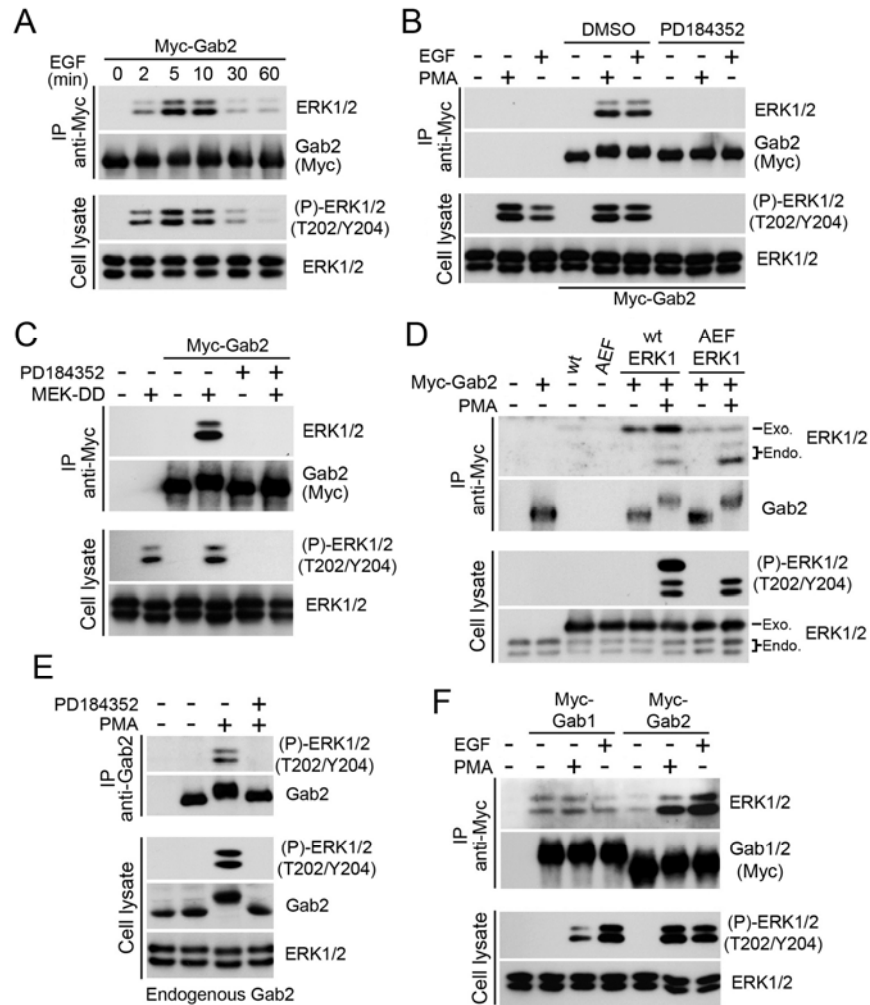 A
Myc-Gab2
EGF
(min) 0 2 5 10 30 60
IP
anti-Myc
ERK1/2
Gab2
(Myc)
Cell lysate
(P)-ERK1/2
(T202/Y204)
ERK1/2
B
DMSO PD184352
EGF - - + - - + - - +
PMA - + - - + - - + -
IP
anti-Myc
ERK1/2
Gab2
(Myc)
Cell lysate
(P)-ERK1/2
(T202/Y204)
ERK1/2
Myc-Gab2
C
Myc-Gab2
PD184352 - - - - + +
MEK-DD - + - + - +
IP
anti-Myc
ERK1/2
Gab2
(Myc)
Cell lysate
(P)-ERK1/2
(T202/Y204)
ERK1/2
D
wt AEF wt
ERK1 AEF
ERK1
Myc-Gab2 - + - - + + + +
PMA - - - - - + - +
IP
anti-Myc
Exo.
Endo.
ERK1/2
Gab2
Cell lysate
(P)-ERK1/2
(T202/Y204)
Exo.
Endo.
ERK1/2
E
PD184352 - - - +
PMA - - + +
IP
anti-Gab2
(P)-ERK1/2
(T202/Y204)
Gab2
Cell lysate
(P)-ERK1/2
(T202/Y204)
Gab2
ERK1/2
Endogenous Gab2
F
Myc-
Gab1 Myc-
Gab2
EGF - - - + - - +
PMA - - + - - + -
IP
anti-Myc
ERK1/2
Gab1/2
(Myc)
Cell lysate
(P)-ERK1/2
(T202/Y204)
ERK1/2